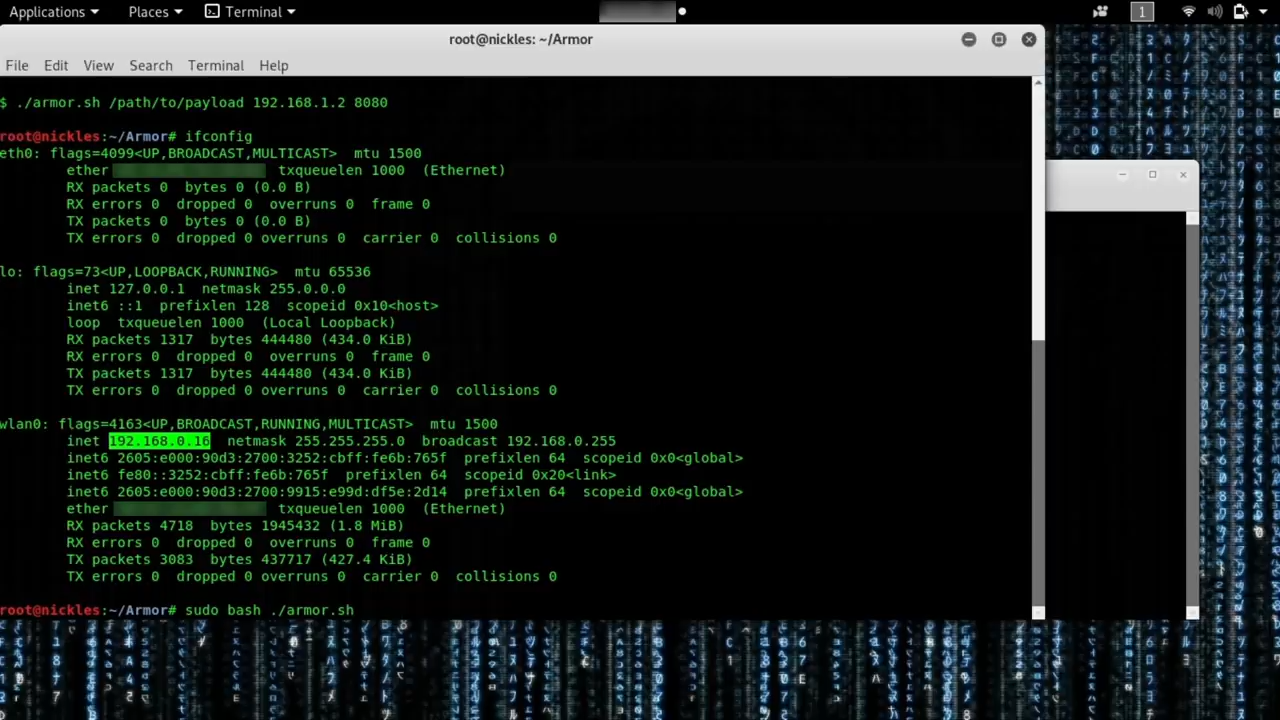 Applications Places Terminal 1
root@nickles: ~/Armor
File Edit View Search Terminal Help
$ ./armor.sh /path/to/payload 192.168.1.2 8080
root@nickles:~/Armor# ifconfig
eth0: flags=4099<UP,BROADCAST,MULTICAST>  mtu 1500
ether txqueuelen 1000  (Ethernet)
RX packets 0  bytes 0 (0.0 B)
RX errors 0  dropped 0  overruns 0  frame 0
TX packets 0  bytes 0 (0.0 B)
TX errors 0  dropped 0 overruns 0  carrier 0  collisions 0
lo: flags=73<UP,LOOPBACK,RUNNING>  mtu 65536
inet 127.0.0.1  netmask 255.0.0.0
inet6 ::1  prefixlen 128  scopeid 0x10<host>
loop  txqueuelen 1000  (Local Loopback)
RX packets 1317  bytes 444480 (434.0 KiB)
RX errors 0  dropped 0  overruns 0  frame 0
TX packets 1317  bytes 444480 (434.0 KiB)
TX errors 0  dropped 0 overruns 0  carrier 0  collisions 0
wlan0: flags=4163<UP,BROADCAST,RUNNING,MULTICAST>  mtu 1500
inet 192.168.0.16  netmask 255.255.255.0  broadcast 192.168.0.255
inet6 2605:e000:90d3:2700:3252:cbff:fe6b:765f  prefixlen 64  scopeid 0x0<global>
inet6 fe80::3252:cbff:fe6b:765f  prefixlen 64  scopeid 0x20<link>
inet6 2605:e000:90d3:2700:9915:e99d:df5e:2d14  prefixlen 64  scopeid 0x0<global>
ether txqueuelen 1000  (Ethernet)
RX packets 4718  bytes 1945432 (1.8 MiB)
RX errors 0  dropped 0  overruns 0  frame 0
TX packets 3083  bytes 437717 (427.4 KiB)
TX errors 0  dropped 0 overruns 0  carrier 0  collisions 0
root@nickles:~/Armor# sudo bash ./armor.sh